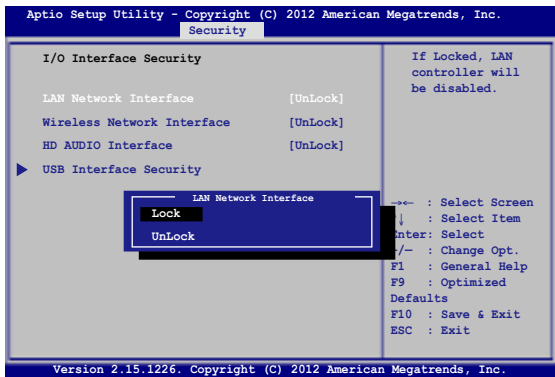 Aptio Setup Utility - Copyright (C) 2012 American Megatrends, Inc.
Security
I/O Interface Security
LAN Network Interface [UnLock]
Wireless Network Interface [UnLock]
HD AUDIO Interface [UnLock]
USB Interface Security
If Locked, LAN
controller will
be disabled.
LAN Network Interface
Lock
UnLock
→← : Select Screen
↓ : Select Item
Enter: Select
/— : Change Opt.
F1 : General Help
F9 : Optimized
Defaults
F10 : Save & Exit
ESC : Exit
Version 2.15.1226. Copyright (C) 2012 American Megatrends, Inc.